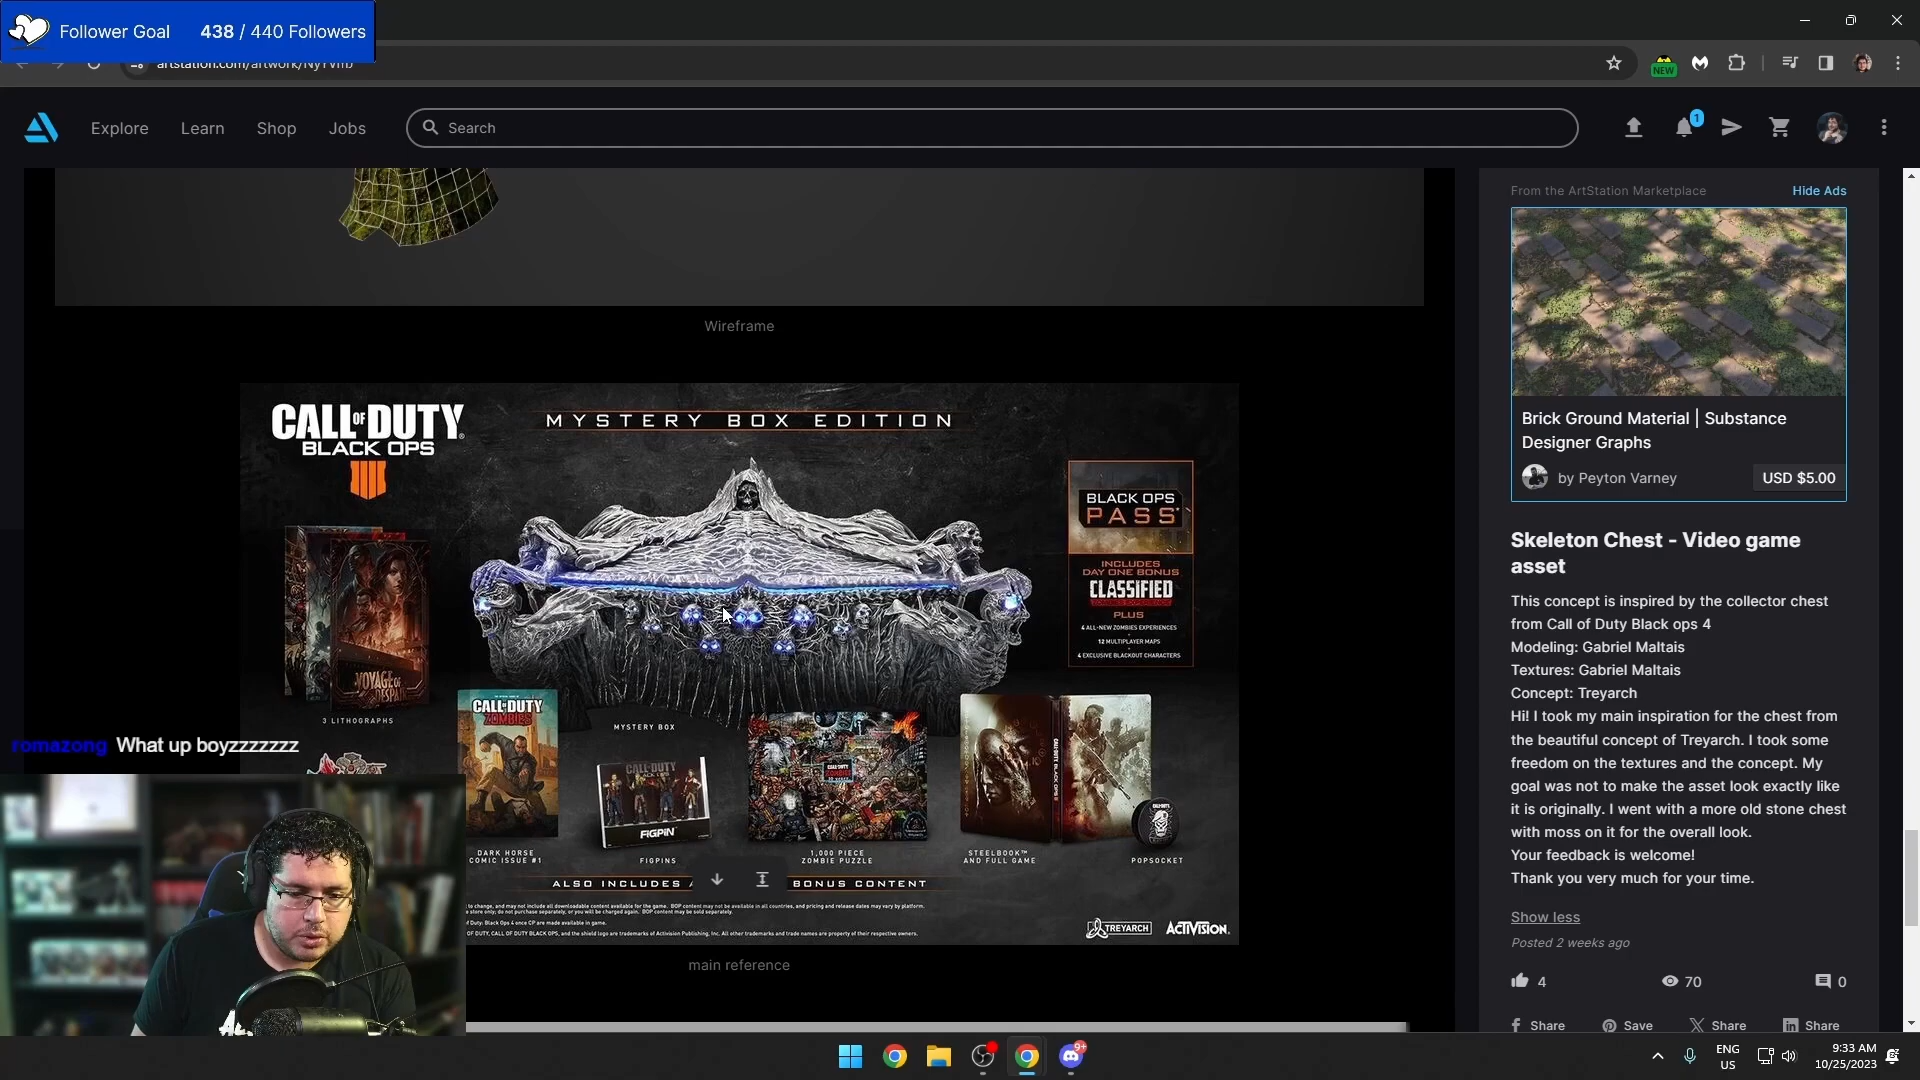 Follower Goal 438 / 440 Followers
Explore
Learn
Shop
Jobs
Search
1
NEW
From the ArtStation Marketplace
Hide Ads
Brick Ground Material | Substance
Designer Graphs
by Peyton Varney
USD $5.00
Wireframe
CALL OF DUTY
BLACK OPS
IIII
MYSTERY BOX EDITION
BLACK OPS
PASS
INCLUDES
DAY ONE BONUS
CLASSIFIED
PLUS
4 ALL-NEW ZOMBIES EXPERIENCES
12 MULTIPLAYER MAPS
4 EXCLUSIVE BLACKOUT CHARACTERS
VOYAGE OF DESPAIR
3 LITHOGRAPHS
MYSTERY BOX
CALL OF DUTY
ZOMBIES
FiGPiN
DARK HORSE
COMIC ISSUE #1
FIGPINS
1,000 PIECE
ZOMBIE PUZZLE
STEELBOOK™
AND FULL GAME
POPSOCKET
ALSO INCLUDES
BONUS CONTENT
TREYARCH
ACTIVISION
main reference
Skeleton Chest - Video game
asset
This concept is inspired by the collector chest
from Call of Duty Black ops 4
Modeling: Gabriel Maltais
Textures: Gabriel Maltais
Concept: Treyarch
Hi! I took my main inspiration for the chest from
the beautiful concept of Treyarch. I took some
freedom on the textures and the concept. My
goal was not to make the asset look exactly like
it is originally. I went with a more old stone chest
with moss on it for the overall look.
Your feedback is welcome!
Thank you very much for your time.
Show less
Posted 2 weeks ago
4
70
0
Share
Save
Share
Share
romazong What up boyzzzzzzz
9+
ENG
US
9:33 AM
10/25/2023